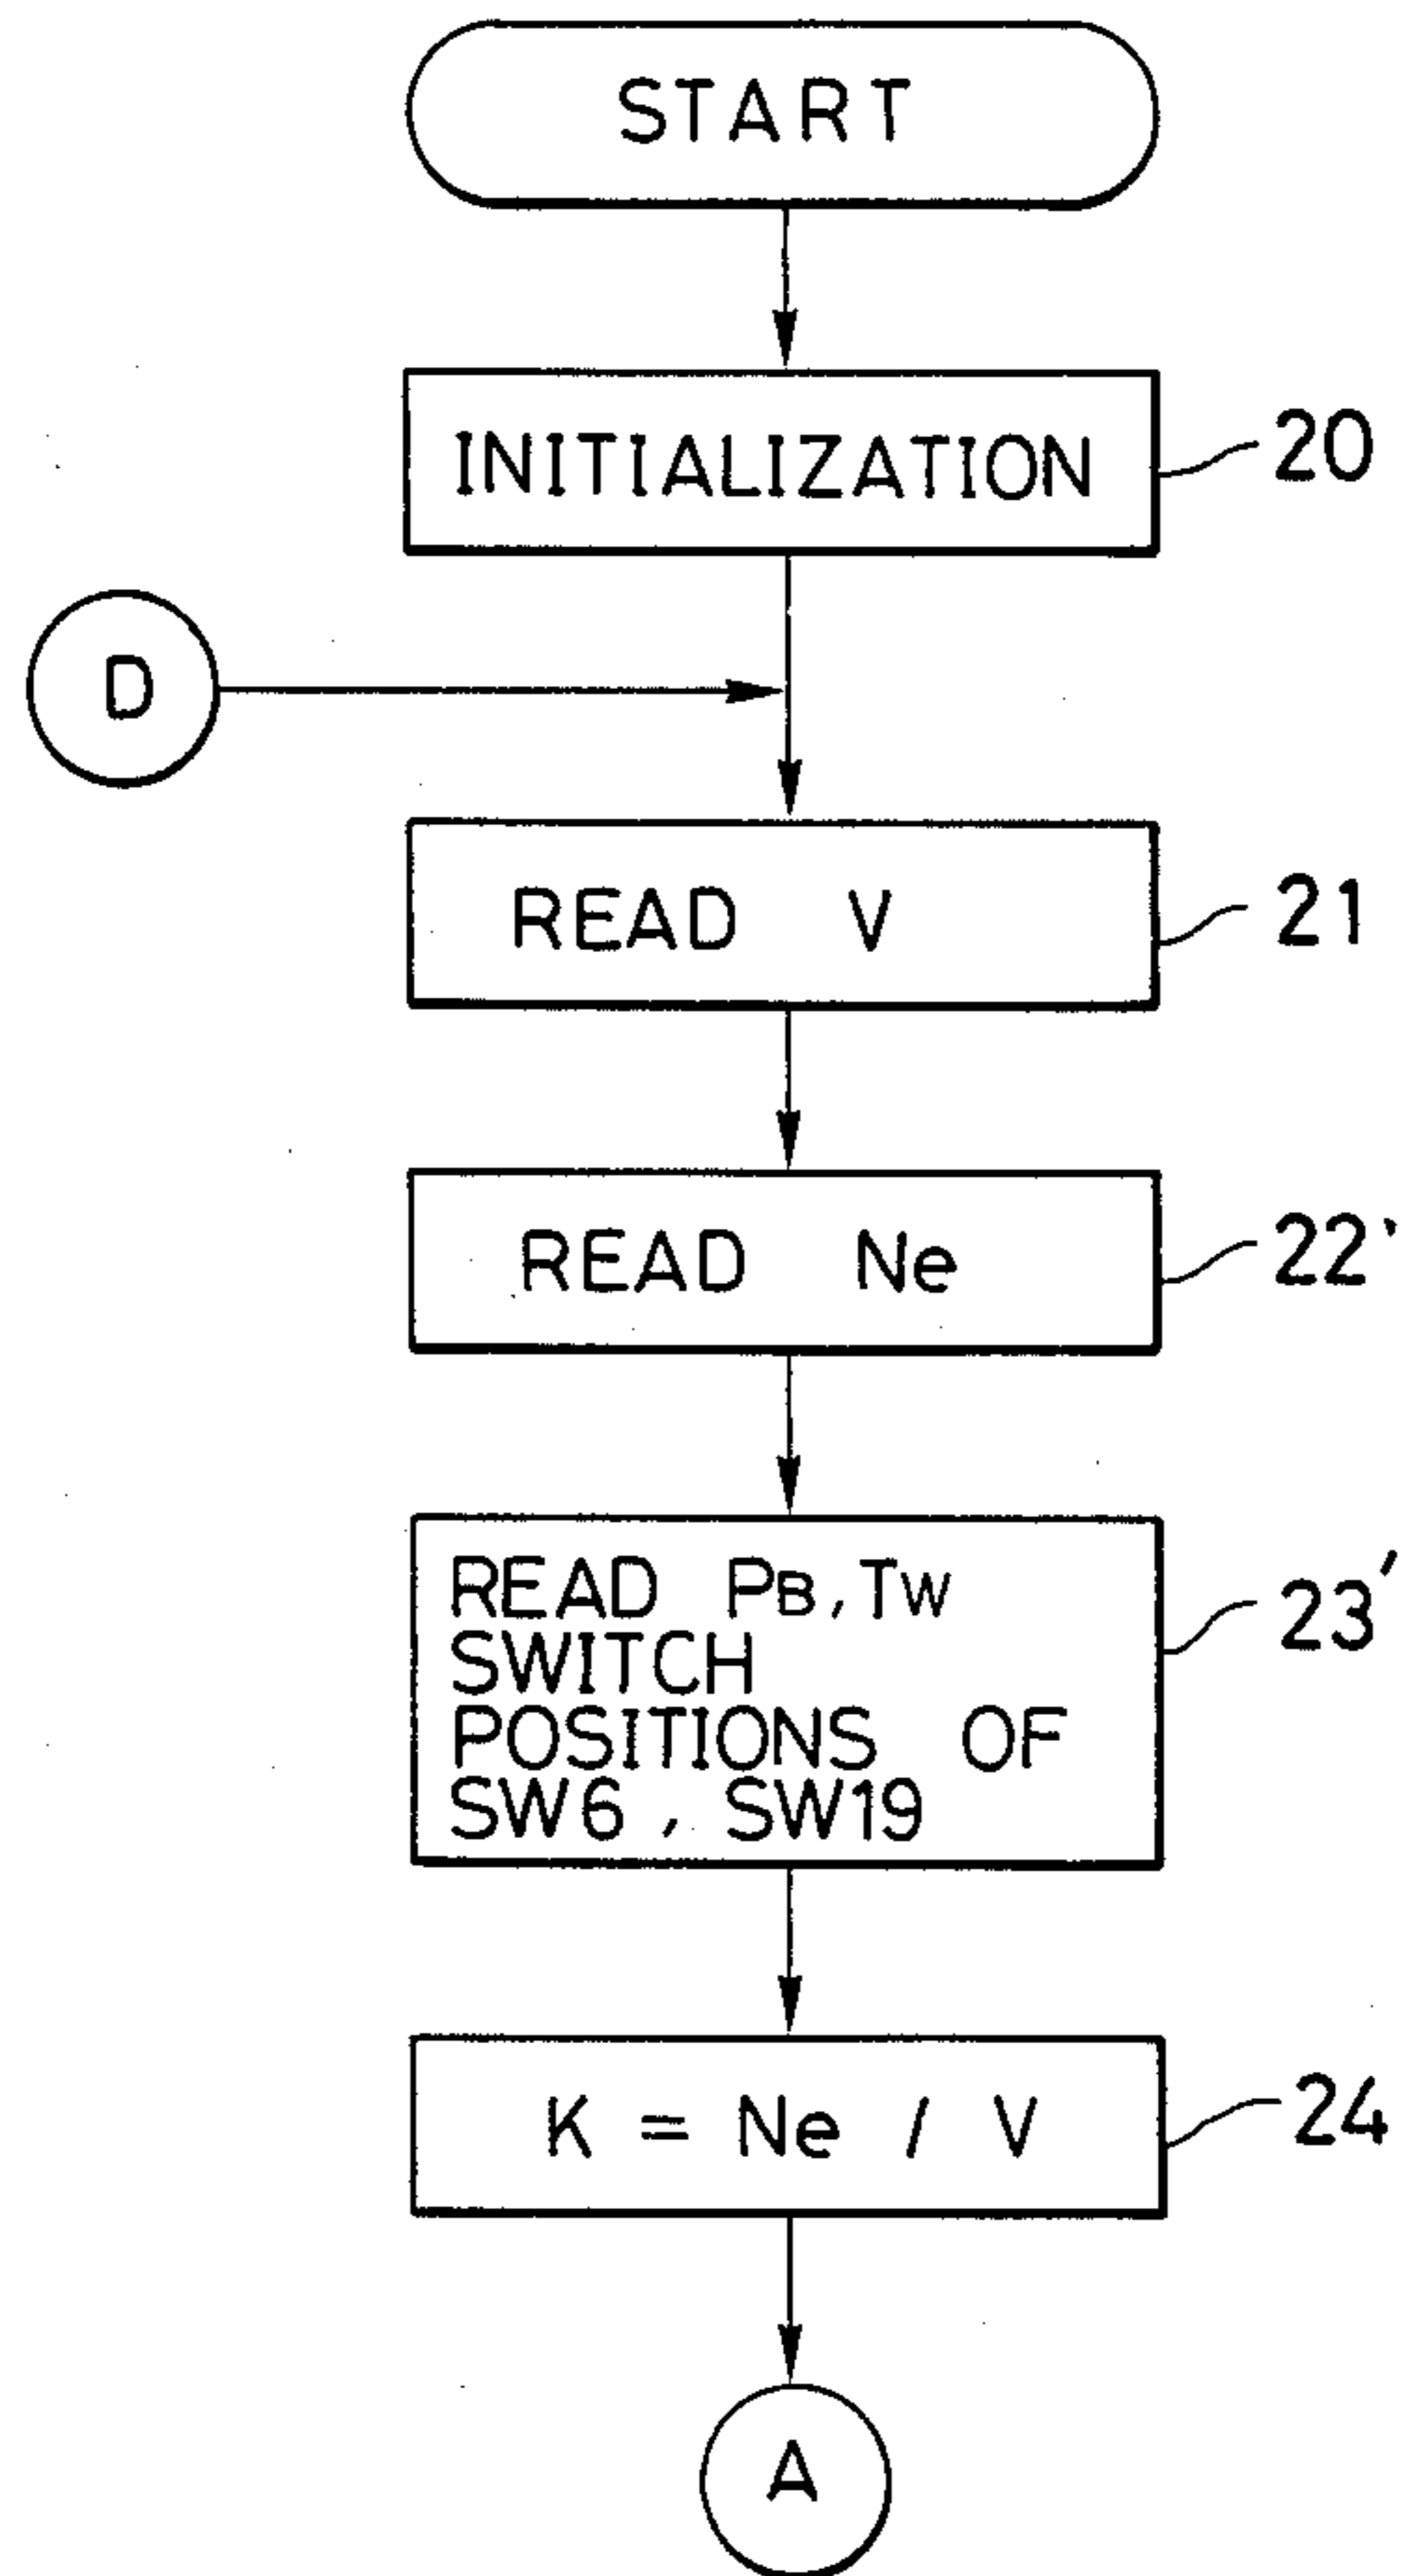 START
INITIALIZATION
20
D
READ V
21
READ Ne
22'
READ PB, TW
SWITCH
POSITIONS OF
SW6, SW19
23'
K = Ne / V
24
A